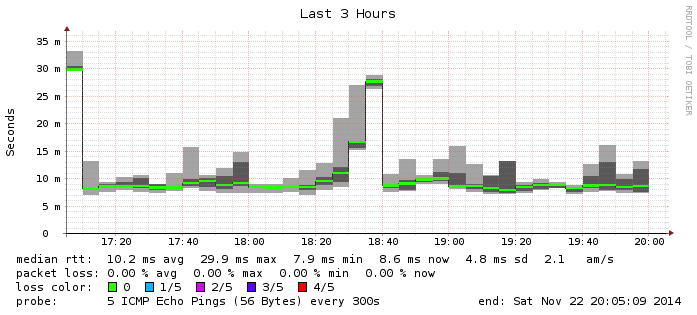 Last 3 Hours
RRDTOOL / TOBI OETIKER
Seconds
35 m
30 m
25 m
20 m
15 m
10 m
5 m
0
17:20 17:40 18:00 18:20 18:40 19:00 19:20 19:40 20:00
median rtt: 10.2 ms avg 29.9 ms max 7.9 ms min 8.6 ms now 4.8 ms sd 2.1 am/s
packet loss: 0.00 % avg 0.00 % max 0.00 % min 0.00 % now
loss color: 0 1/5 2/5 3/5 4/5
probe: 5 ICMP Echo Pings (56 Bytes) every 300s end: Sat Nov 22 20:05:09 2014